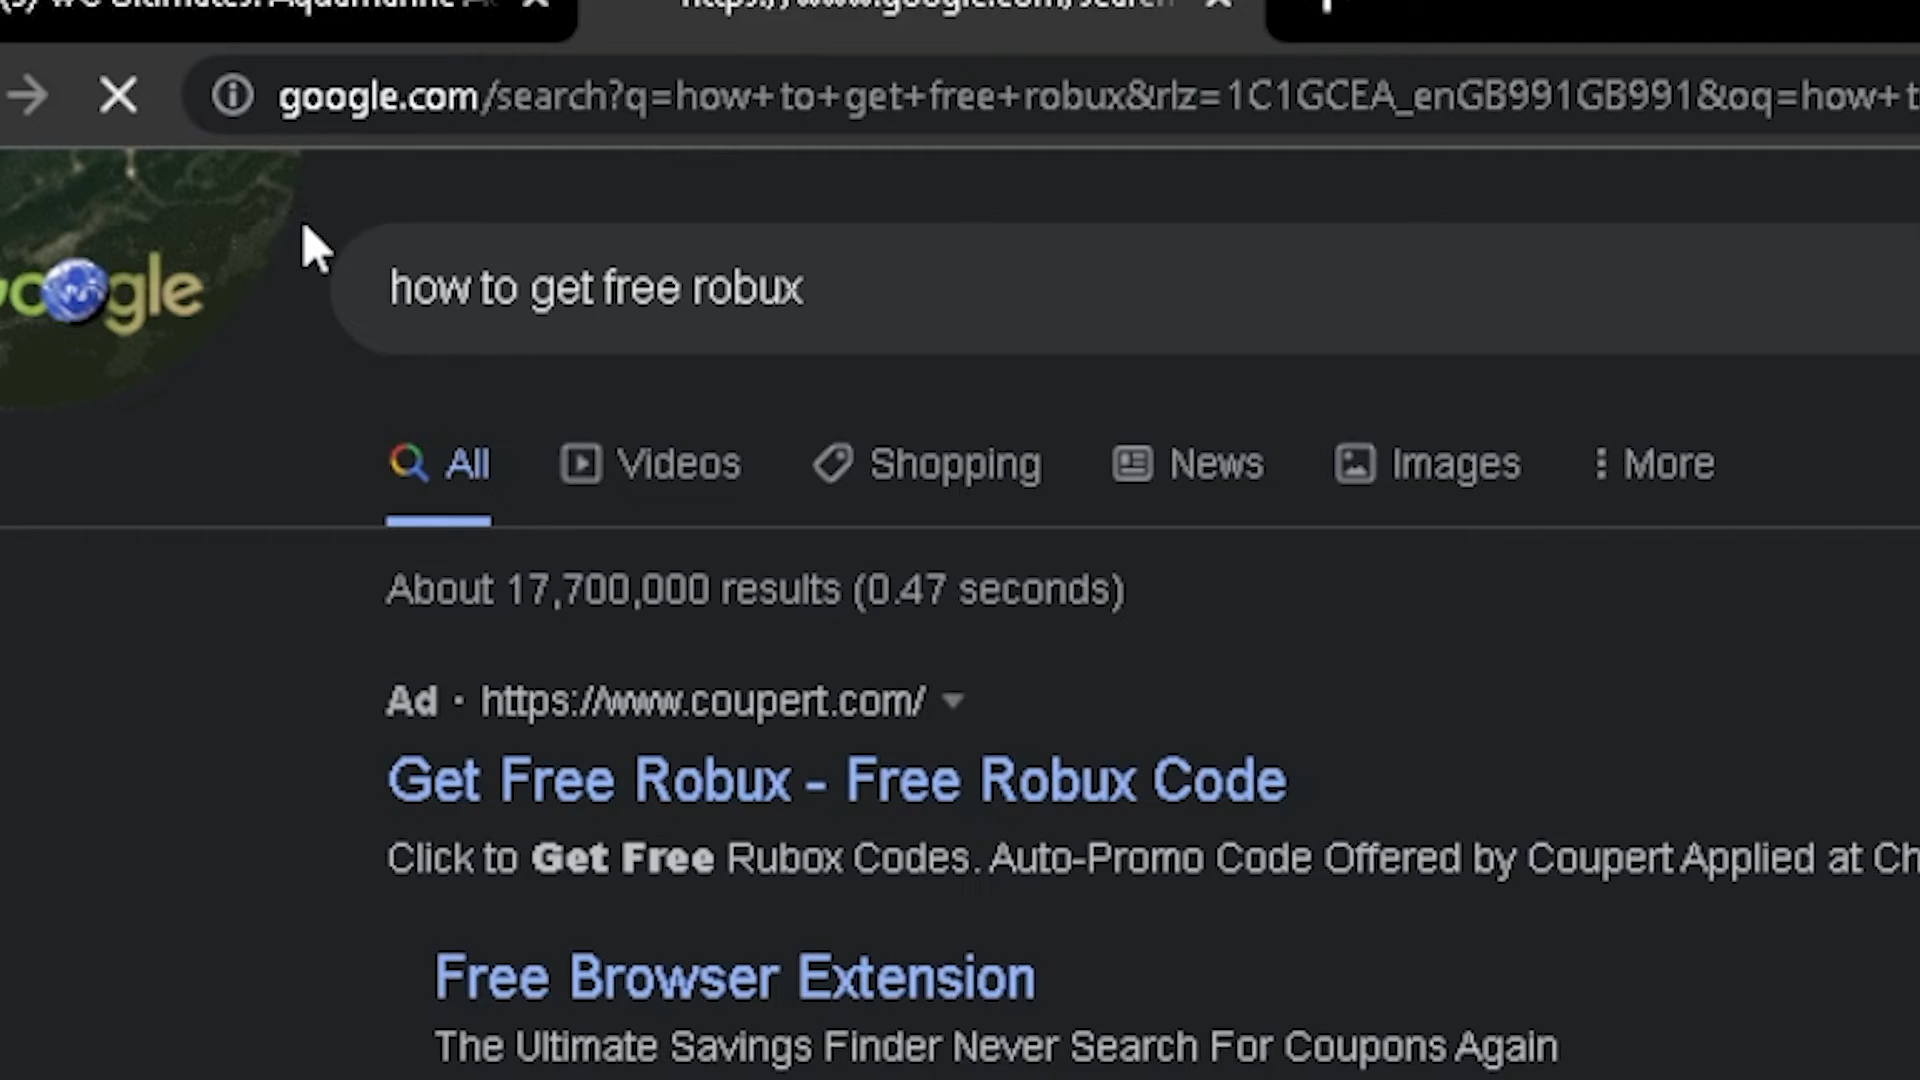 google.com/search?q=how+to+get+free+robux&rlz=1C1GCEA_enGB991GB991&oq=how+t
how to get free robux
All Videos Shopping News Images More
About 17,700,000 results (0.47 seconds)
Ad · https://www.coupert.com/
Get Free Robux - Free Robux Code
Click to Get Free Rubox Codes. Auto-Promo Code Offered by Coupert Applied at Ch
Free Browser Extension
The Ultimate Savings Finder Never Search For Coupons Again